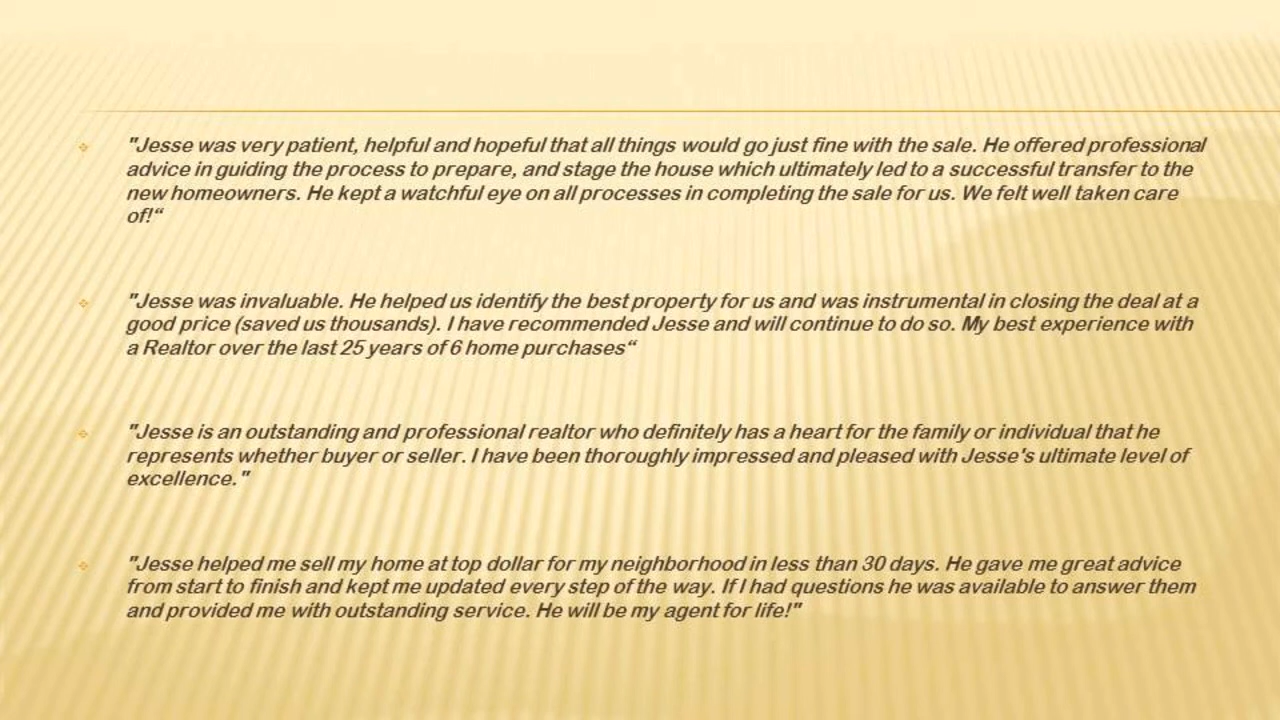 "Jesse was very patient, helpful and hopeful that all things would go just fine with the sale. He offered professional
advice in guiding the process to prepare, and stage the house which ultimately led to a successful transfer to the
new homeowners. He kept a watchful eye on all processes in completing the sale for us. We felt well taken care
of!“
"Jesse was invaluable. He helped us identify the best property for us and was instrumental in closing the deal at a
good price (saved us thousands). I have recommended Jesse and will continue to do so. My best experience with
a Realtor over the last 25 years of 6 home purchases“
"Jesse is an outstanding and professional realtor who definitely has a heart for the family or individual that he
represents whether buyer or seller. I have been thoroughly impressed and pleased with Jesse's ultimate level of
excellence."
"Jesse helped me sell my home at top dollar for my neighborhood in less than 30 days. He gave me great advice
from start to finish and kept me updated every step of the way. If I had questions he was available to answer them
and provided me with outstanding service. He will be my agent for life!"